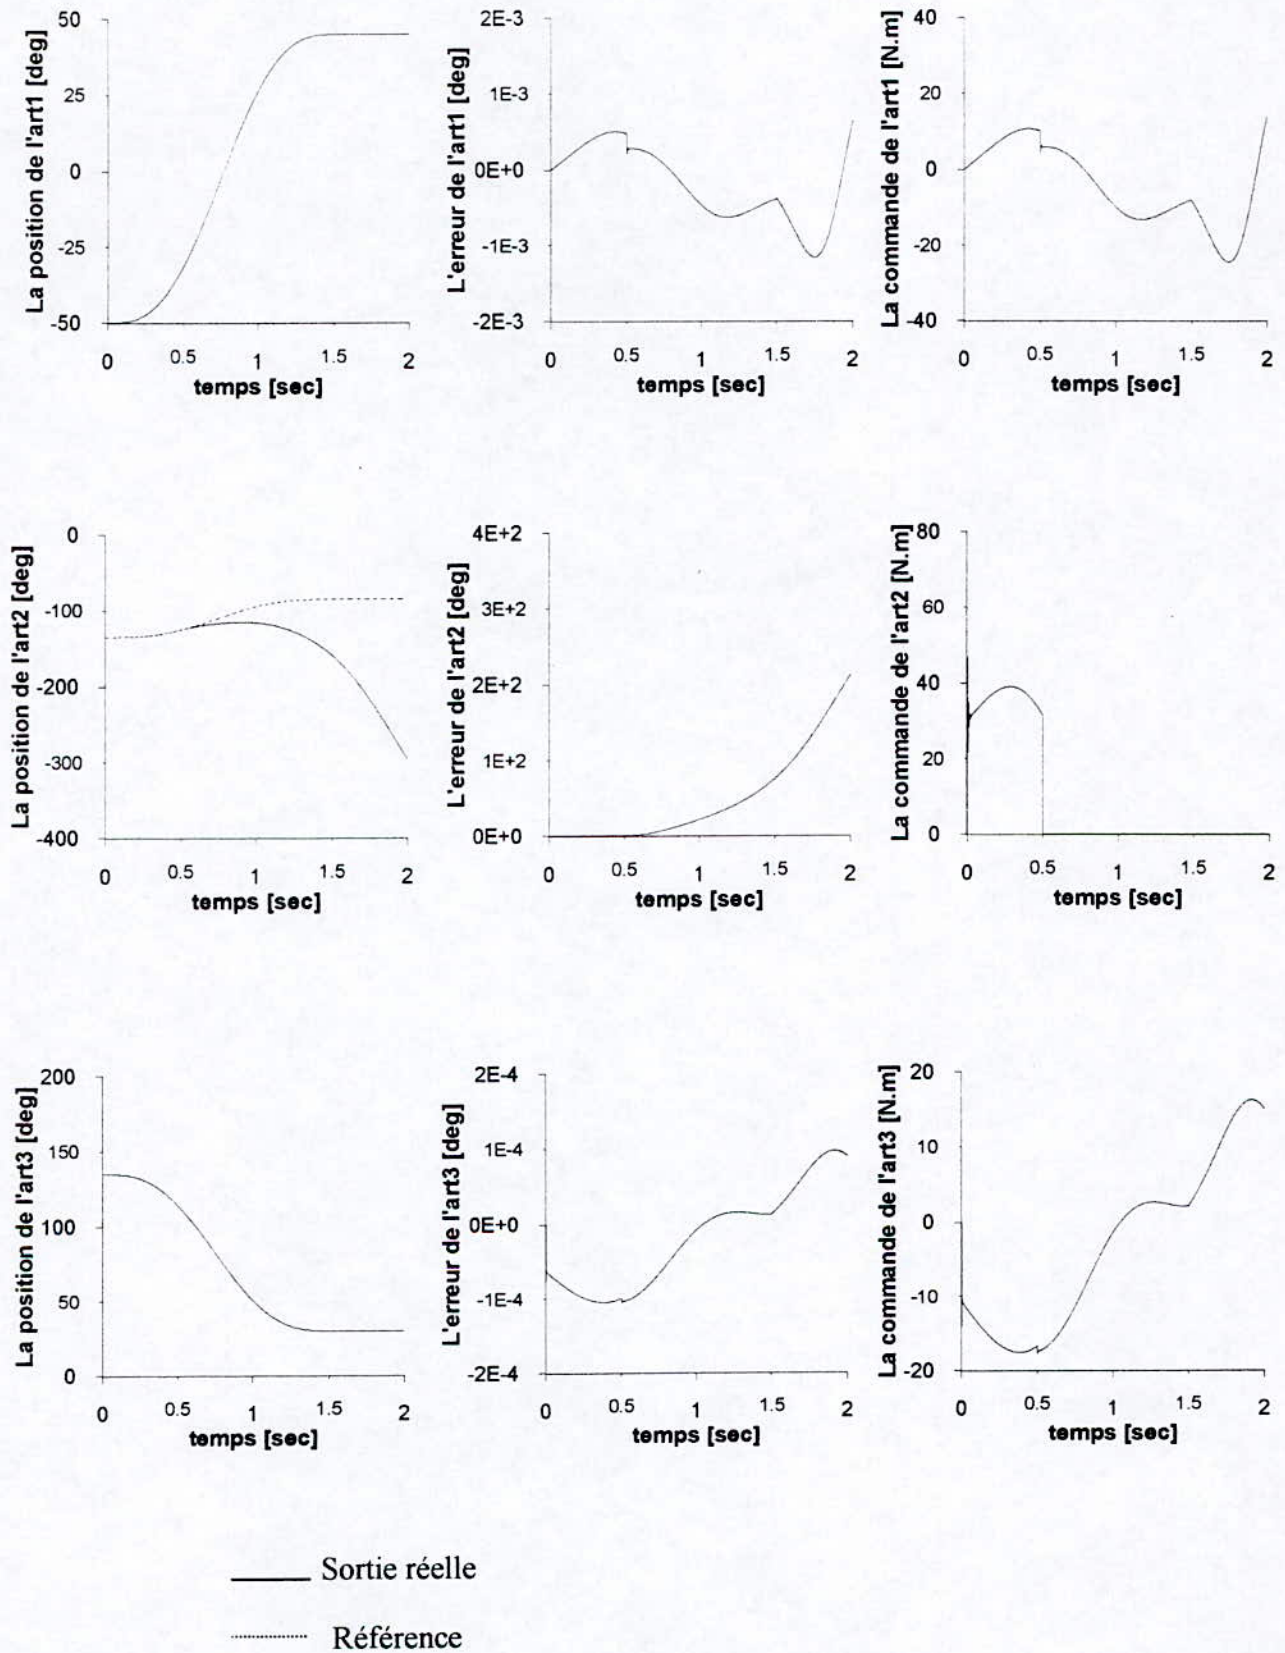 La position de l'art1 [deg]
50
25
0
-25
-50
0 0.5 1 1.5 2
temps [sec]
L'erreur de l'art1 [deg]
2E-3
1E-3
0E+0
-1E-3
-2E-3
0 0.5 1 1.5 2
temps [sec]
La commande de l'art1 [N.m]
40
20
0
-20
-40
0 0.5 1 1.5 2
temps [sec]
La position de l'art2 [deg]
0
-100
-200
-300
-400
0 0.5 1 1.5 2
temps [sec]
L'erreur de l'art2 [deg]
4E+2
3E+2
2E+2
1E+2
0E+0
0 0.5 1 1.5 2
temps [sec]
La commande de l'art2 [N.m]
80
60
40
20
0
0 0.5 1 1.5 2
temps [sec]
La position de l'art3 [deg]
200
150
100
50
0
0 0.5 1 1.5 2
temps [sec]
L'erreur de l'art3 [deg]
2E-4
1E-4
0E+0
-1E-4
-2E-4
0 0.5 1 1.5 2
temps [sec]
La commande de l'art3 [N.m]
20
10
0
-10
-20
0 0.5 1 1.5 2
temps [sec]
Sortie réelle
Référence